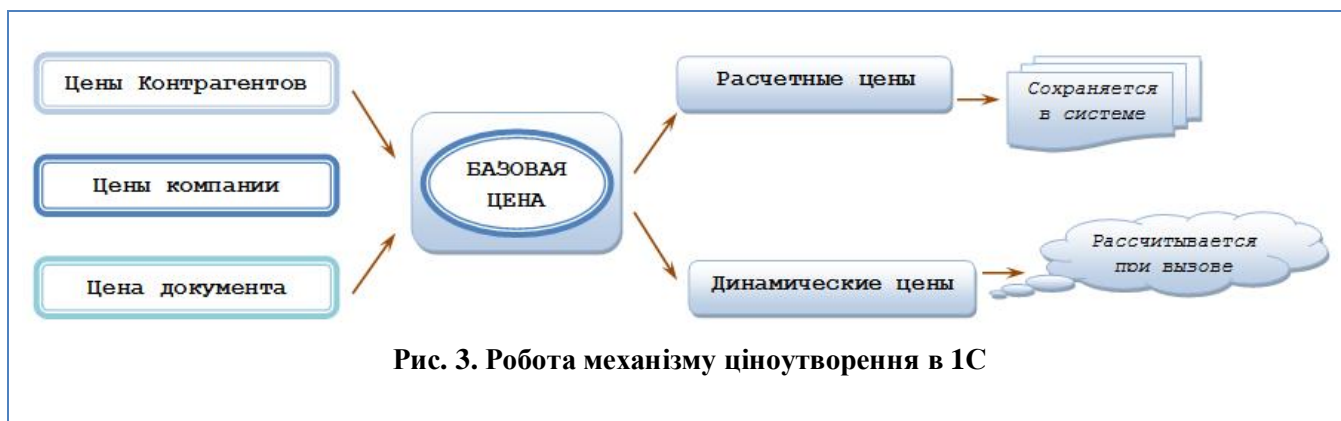 Цены Контрагентов
Цены компании
Цена документа
БАЗОВАЯ
ЦЕНА
Расчетные цены
Сохраняется
в системе
Динамические цены
Рассчитывается
при вызове
Рис. 3. Робота механізму ціноутворення в 1С